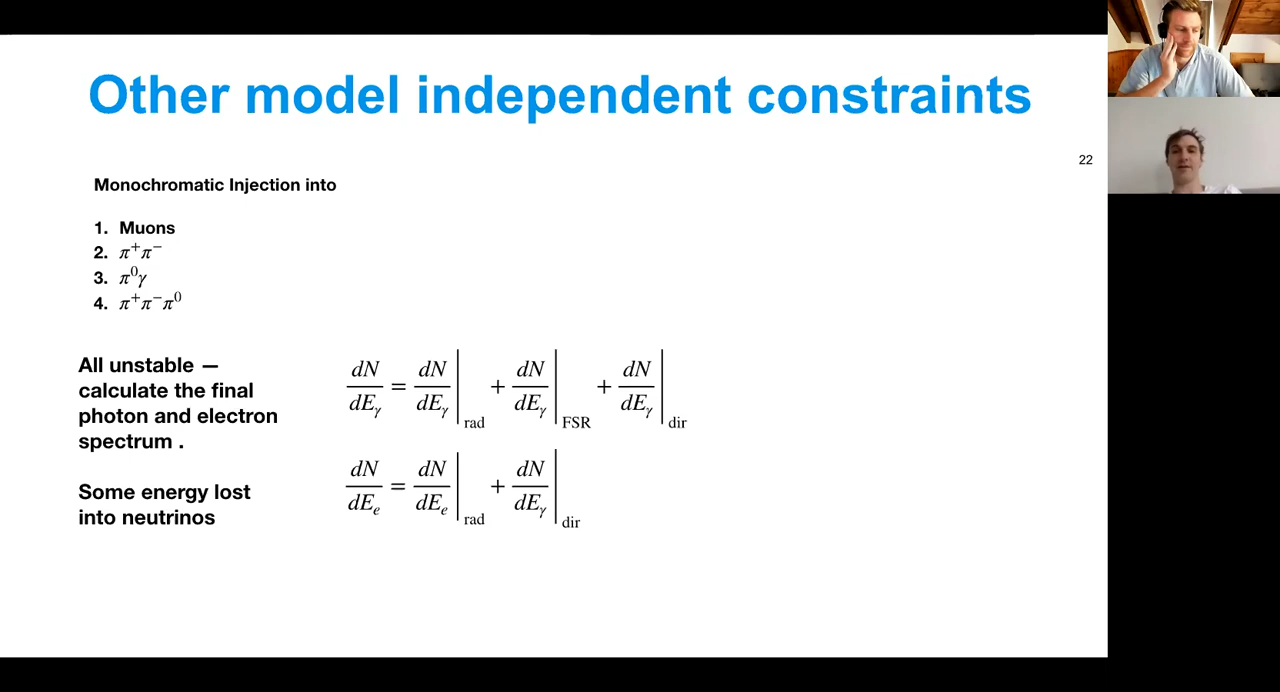 Other model independent constraints
22
Monochromatic Injection into
1. Muons
2. π⁺π⁻
3. π⁰γ
4. π⁺π⁻π⁰
All unstable —
calculate the final
photon and electron
spectrum .
Some energy lost
into neutrinos
dN/dE_γ = dN/dE_γ|_rad + dN/dE_γ|_FSR + dN/dE_γ|_dir
dN/dE_e = dN/dE_e|_rad + dN/dE_γ|_dir